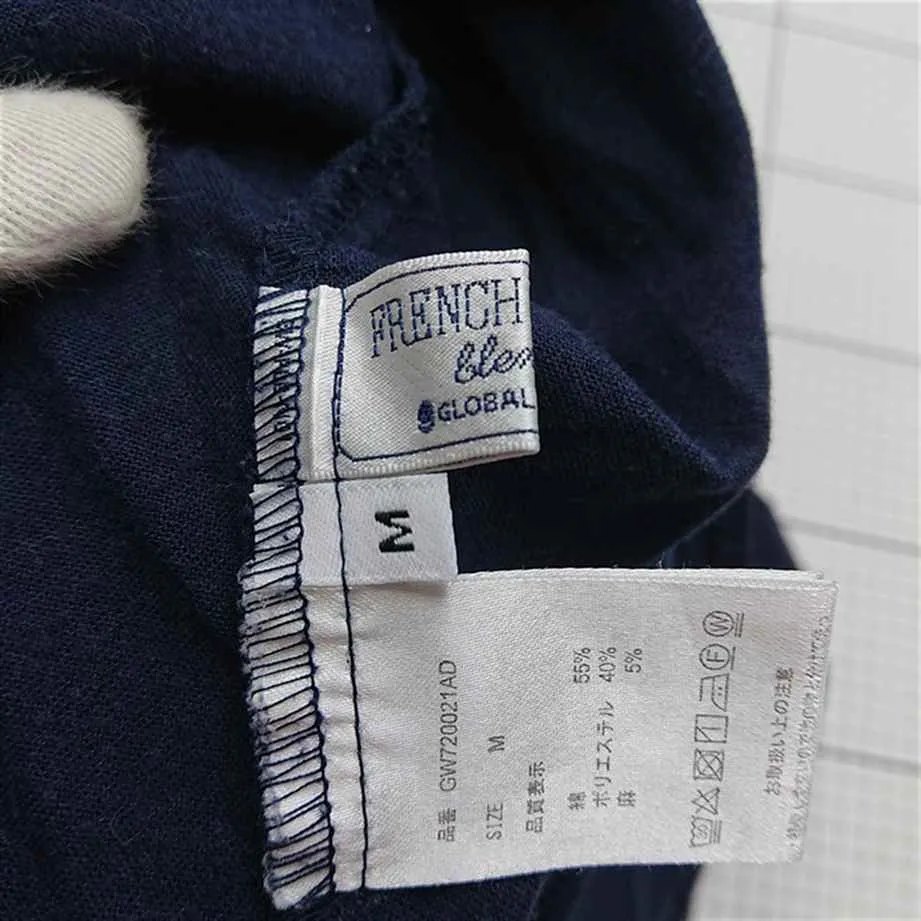 FRENCH
GLOBAL
M
品番 GW720021AD
SIZE M
品質表示
綿 55%
ポリエステル 40%
麻 5%
お取扱い上の注意